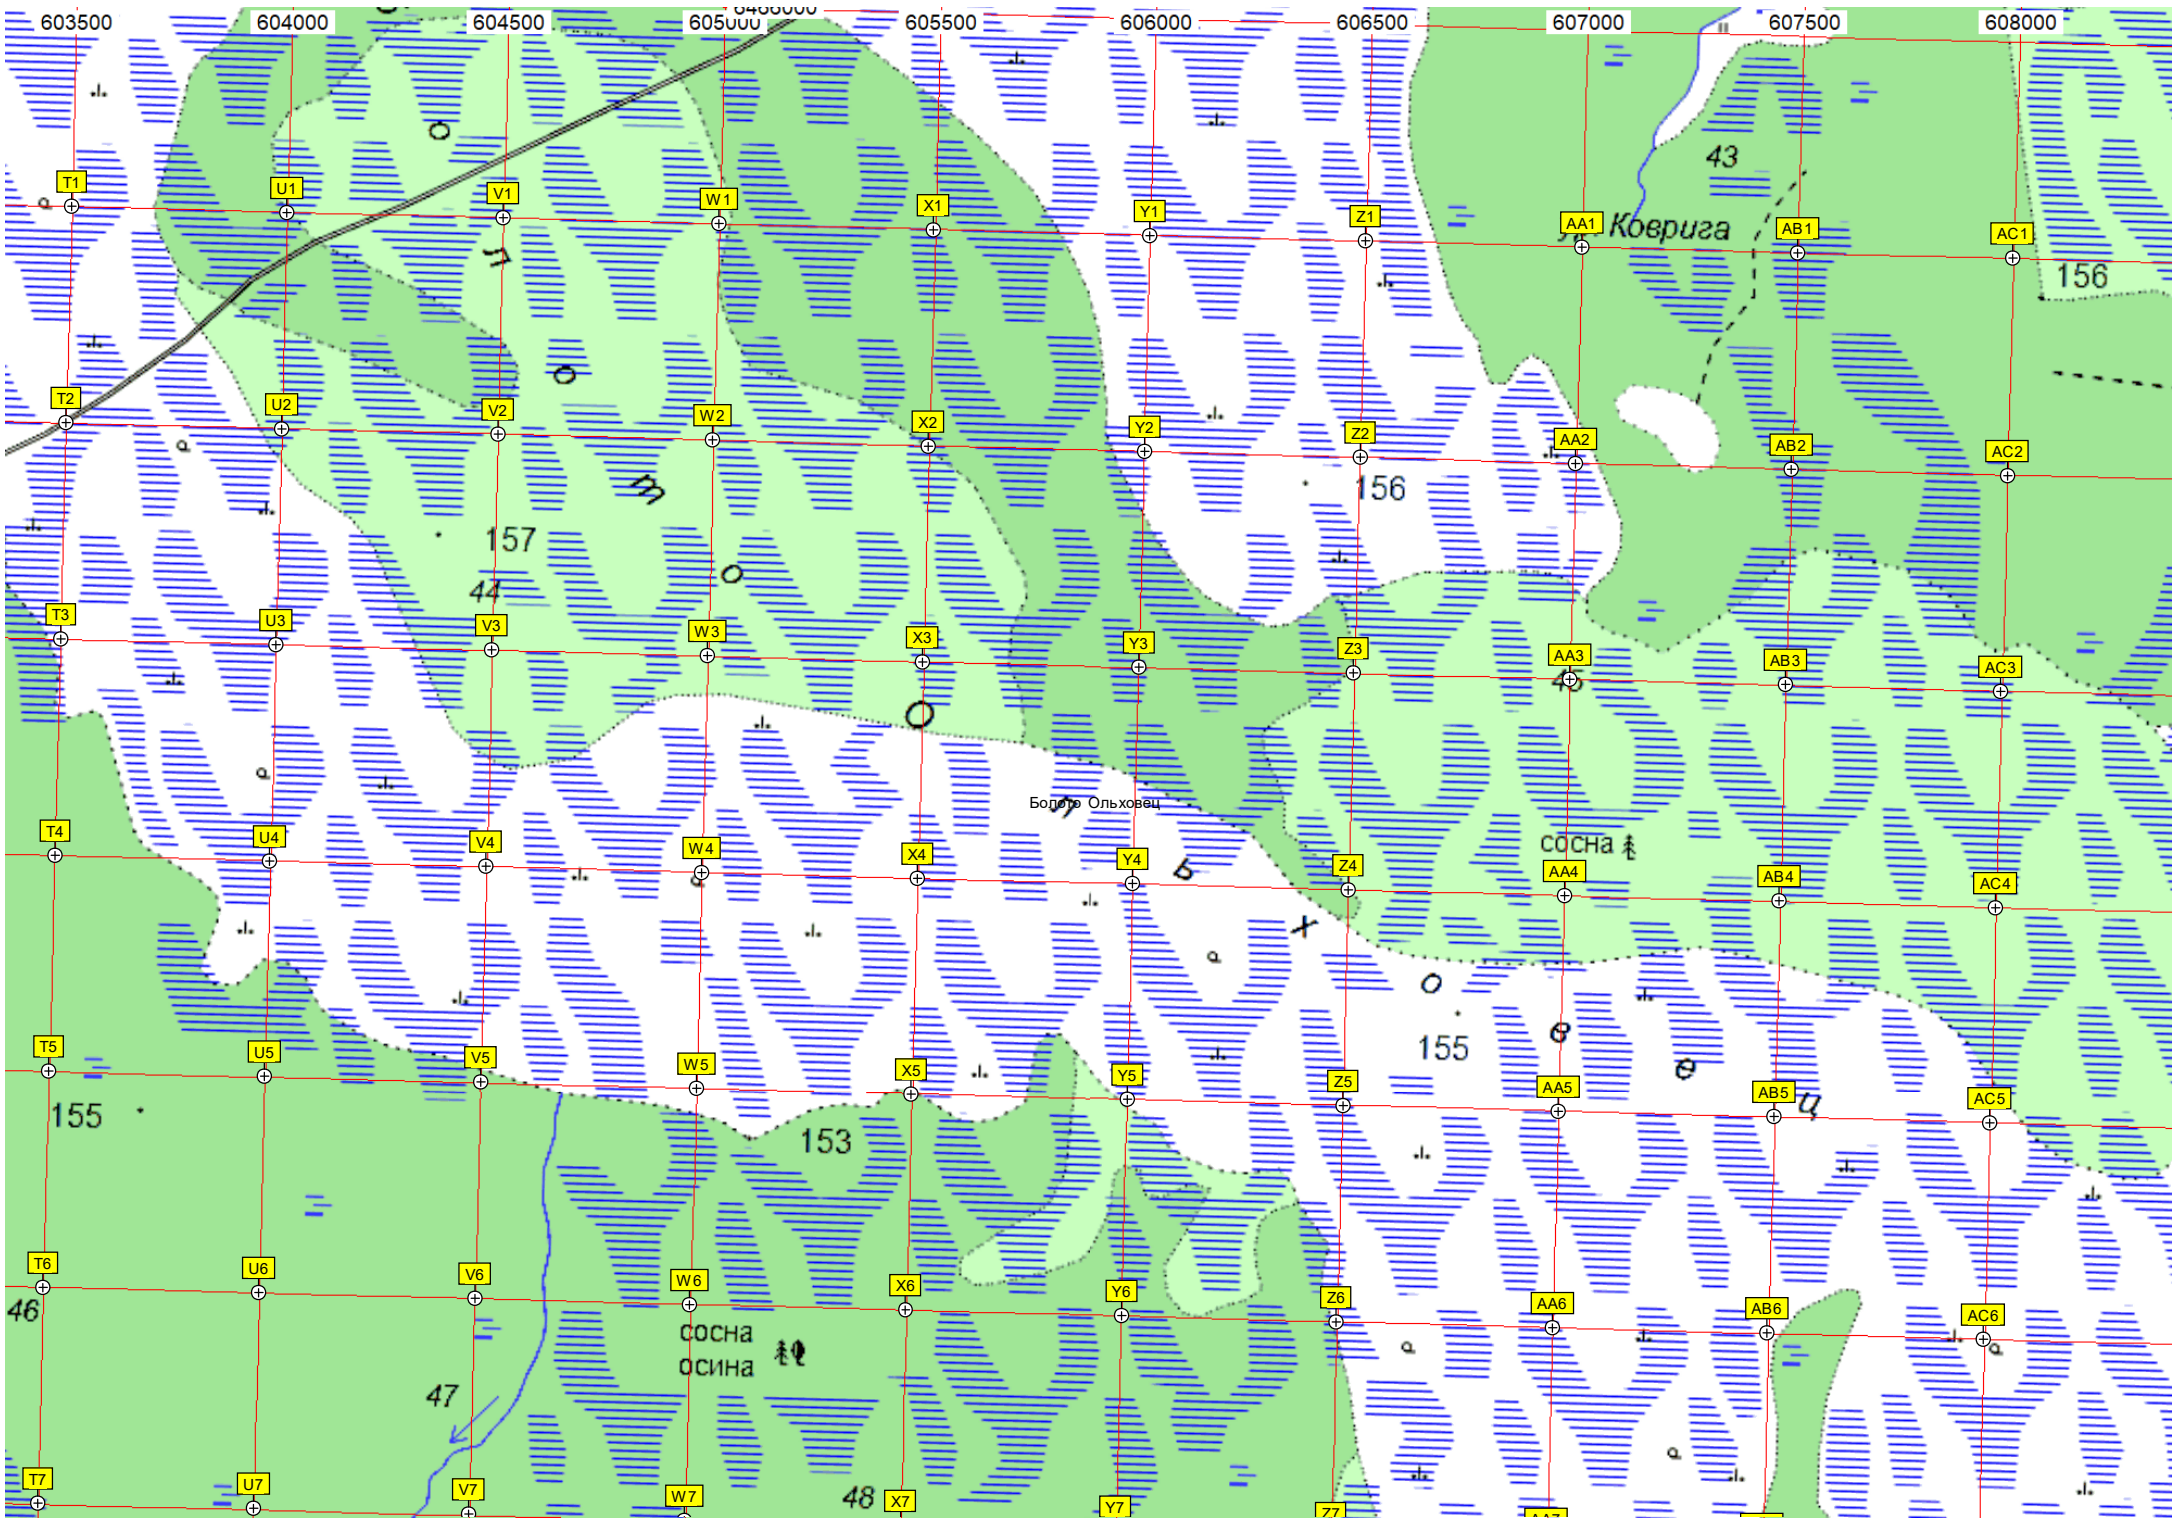 6466000
603500 604000 604500 605000 605500 606000 606500 607000 607500 608000
43
T1 U1 V1 W1 X1 Y1 Z1 AA1 Коврига AB1 AC1
156
T2 U2 V2 W2 X2 Y2 Z2 AA2 AB2 AC2
156
157
44
T3 U3 V3 W3 X3 Y3 Z3 AA3 AB3 AC3
45
Болото Ольховец
сосна
T4 U4 V4 W4 X4 Y4 Z4 AA4 AB4 AC4
О л ь х о в е ц
155
T5 U5 V5 W5 X5 Y5 Z5 AA5 AB5 AC5
155
153
T6 U6 V6 W6 X6 Y6 Z6 AA6 AB6 AC6
46
сосна
осина
47
48
T7 U7 V7 W7 X7 Y7 Z7 AA7
о л о т о